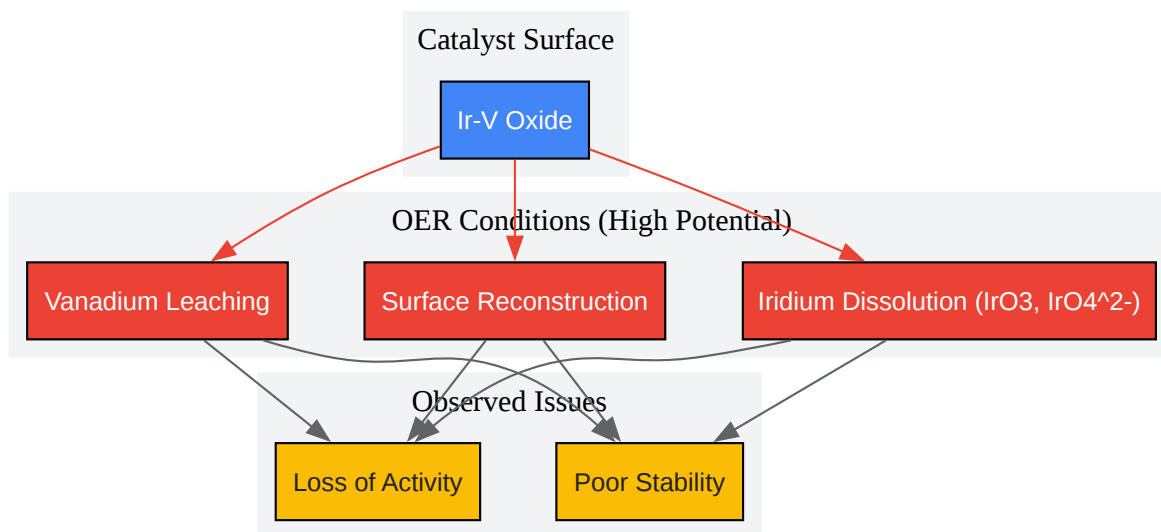 Catalyst Surface
Ir-V Oxide
OER Conditions (High Potential)
Vanadium Leaching
Surface Reconstruction
Iridium Dissolution (IrO3, IrO4^2-)
Observed Issues
Loss of Activity
Poor Stability